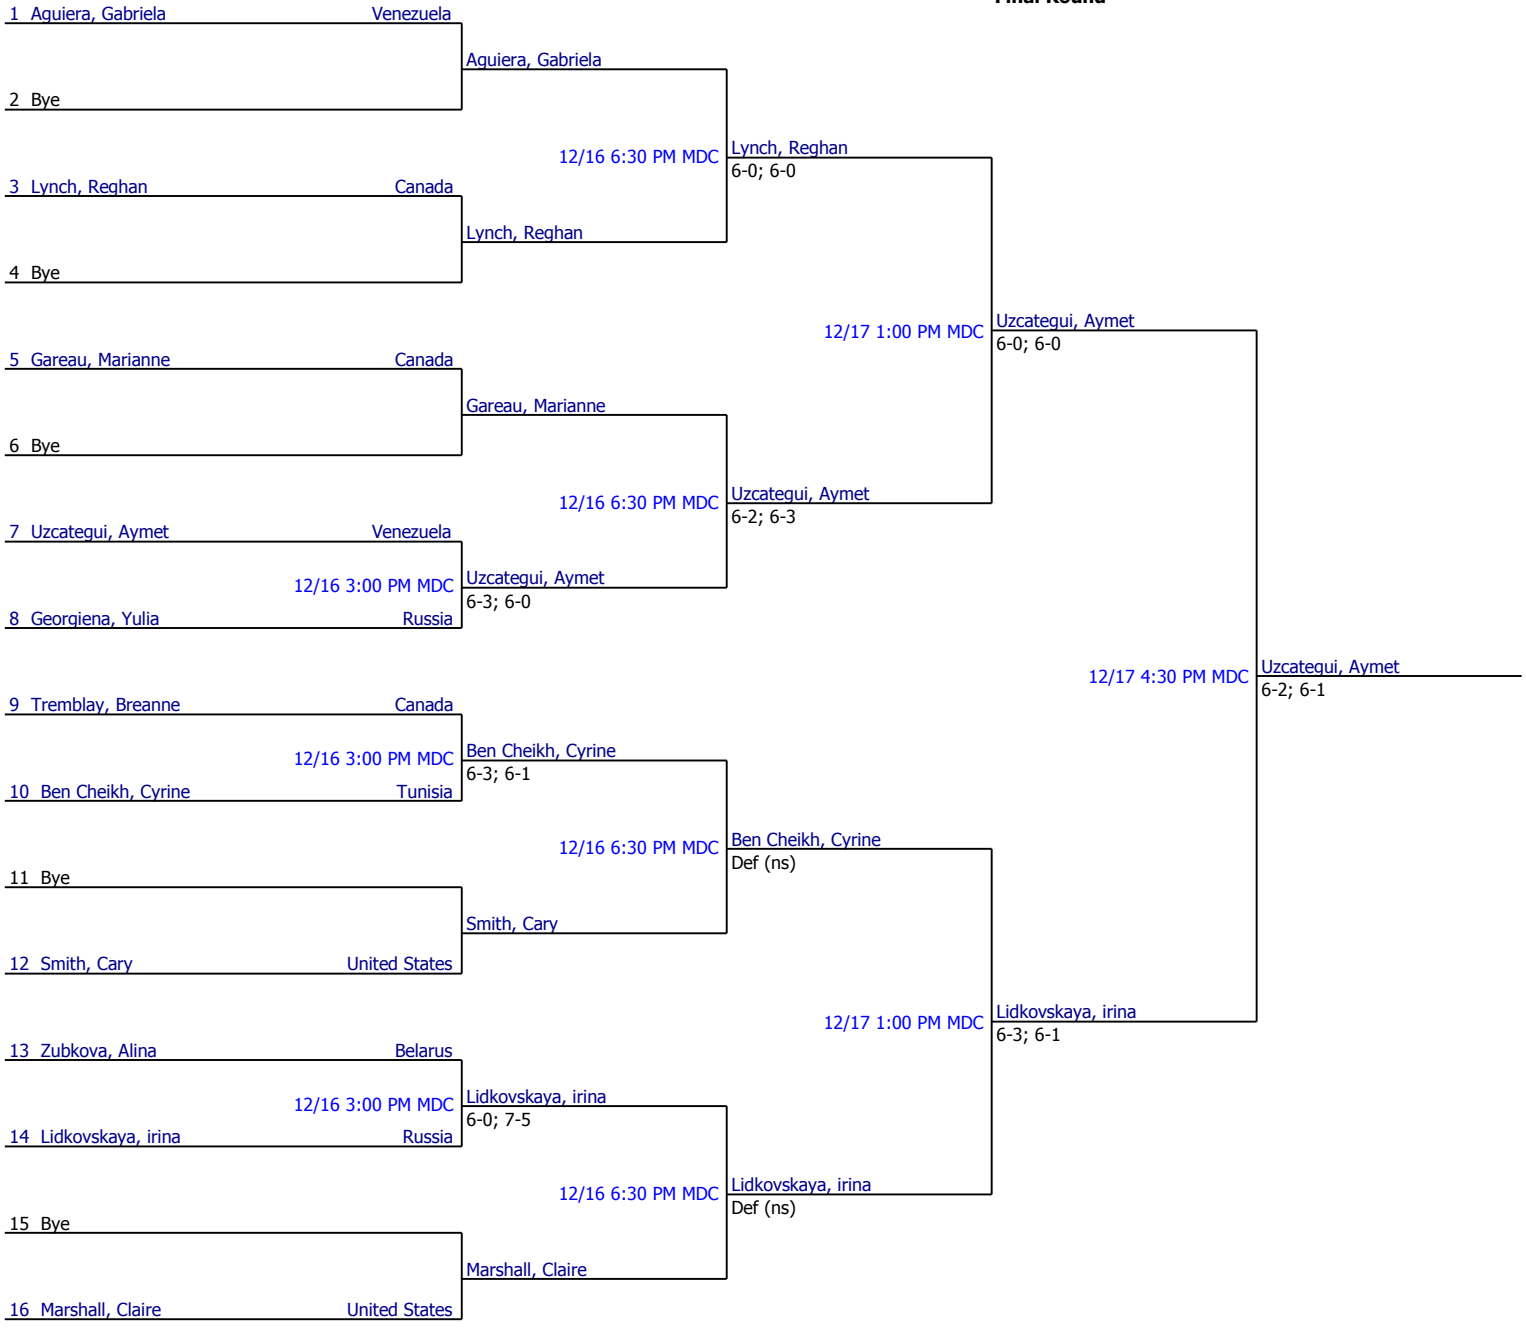 Final Round
1 Aguiera, Gabriela Venezuela
Aguiera, Gabriela
2 Bye
12/16 6:30 PM MDC Lynch, Reghan
6-0; 6-0
3 Lynch, Reghan Canada
Lynch, Reghan
4 Bye
12/17 1:00 PM MDC Uzcategui, Aymet
6-0; 6-0
5 Gareau, Marianne Canada
Gareau, Marianne
6 Bye
12/16 6:30 PM MDC Uzcategui, Aymet
6-2; 6-3
7 Uzcategui, Aymet Venezuela
12/16 3:00 PM MDC Uzcategui, Aymet
6-3; 6-0
8 Georgiena, Yulia Russia
12/17 4:30 PM MDC Uzcategui, Aymet
6-2; 6-1
9 Tremblay, Breanne Canada
12/16 3:00 PM MDC Ben Cheikh, Cyrine
6-3; 6-1
10 Ben Cheikh, Cyrine Tunisia
12/16 6:30 PM MDC Ben Cheikh, Cyrine
Def (ns)
11 Bye
Smith, Cary
12 Smith, Cary United States
12/17 1:00 PM MDC Lidkovskaya, irina
6-3; 6-1
13 Zubkova, Alina Belarus
12/16 3:00 PM MDC Lidkovskaya, irina
6-0; 7-5
14 Lidkovskaya, irina Russia
12/16 6:30 PM MDC Lidkovskaya, irina
Def (ns)
15 Bye
Marshall, Claire
16 Marshall, Claire United States